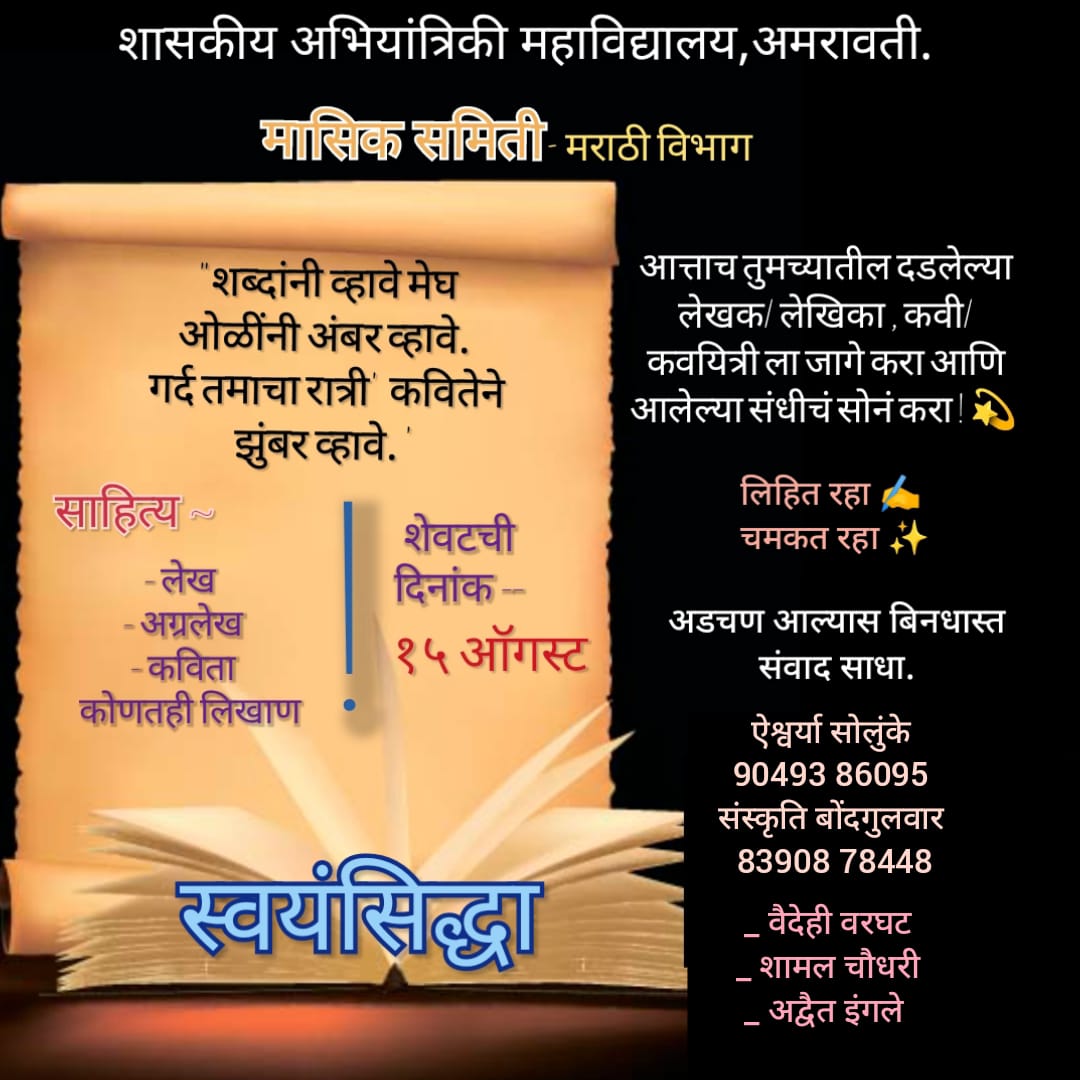 शासकीय अभियांत्रिकी महाविद्यालय,अमरावती.
मासिक समिती - मराठी विभाग
"शब्दांनी व्हावे मेघ
ओळींनी अंबर व्हावे.
गर्द तमाचा रात्री' कवितेने
झुंबर व्हावे. '
साहित्य ~
- लेख
- अग्रलेख
- कविता
कोणतही लिखाण
शेवटची
दिनांक --
१५ ऑगस्ट
स्वयंसिद्धा
आत्ताच तुमच्यातील दडलेल्या
लेखक/ लेखिका , कवी/
कवयित्री ला जागे करा आणि
आलेल्या संधीचं सोनं करा ! 💫
लिहित रहा ✍️
चमकत रहा ✨
अडचण आल्यास बिनधास्त
संवाद साधा.
ऐश्वर्या सोलुंके
90493 86095
संस्कृति बोंदगुलवार
83908 78448
_ वैदेही वरघट
_ शामल चौधरी
_ अद्वैत इंगले